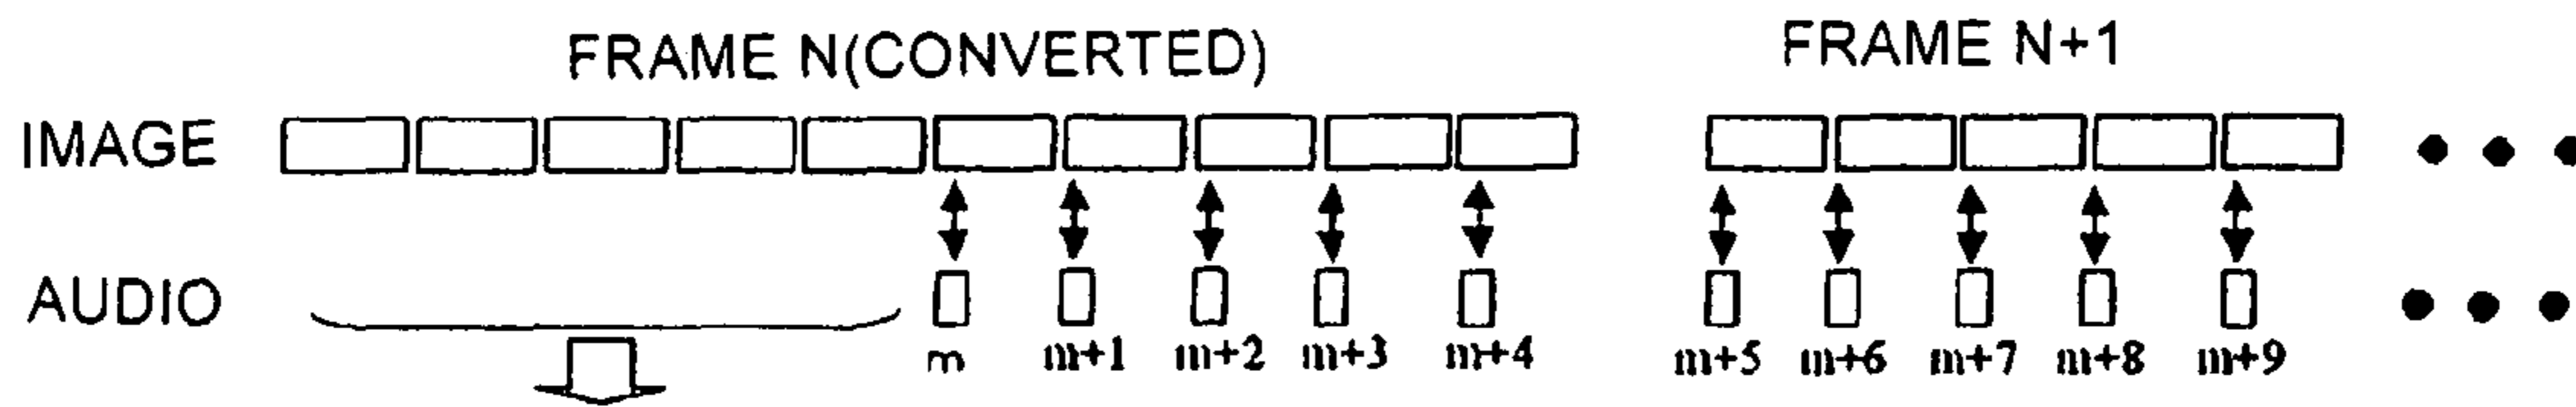 FRAME N(CONVERTED) FRAME N+1
IMAGE
AUDIO
m m+1 m+2 m+3 m+4 m+5 m+6 m+7 m+8 m+9